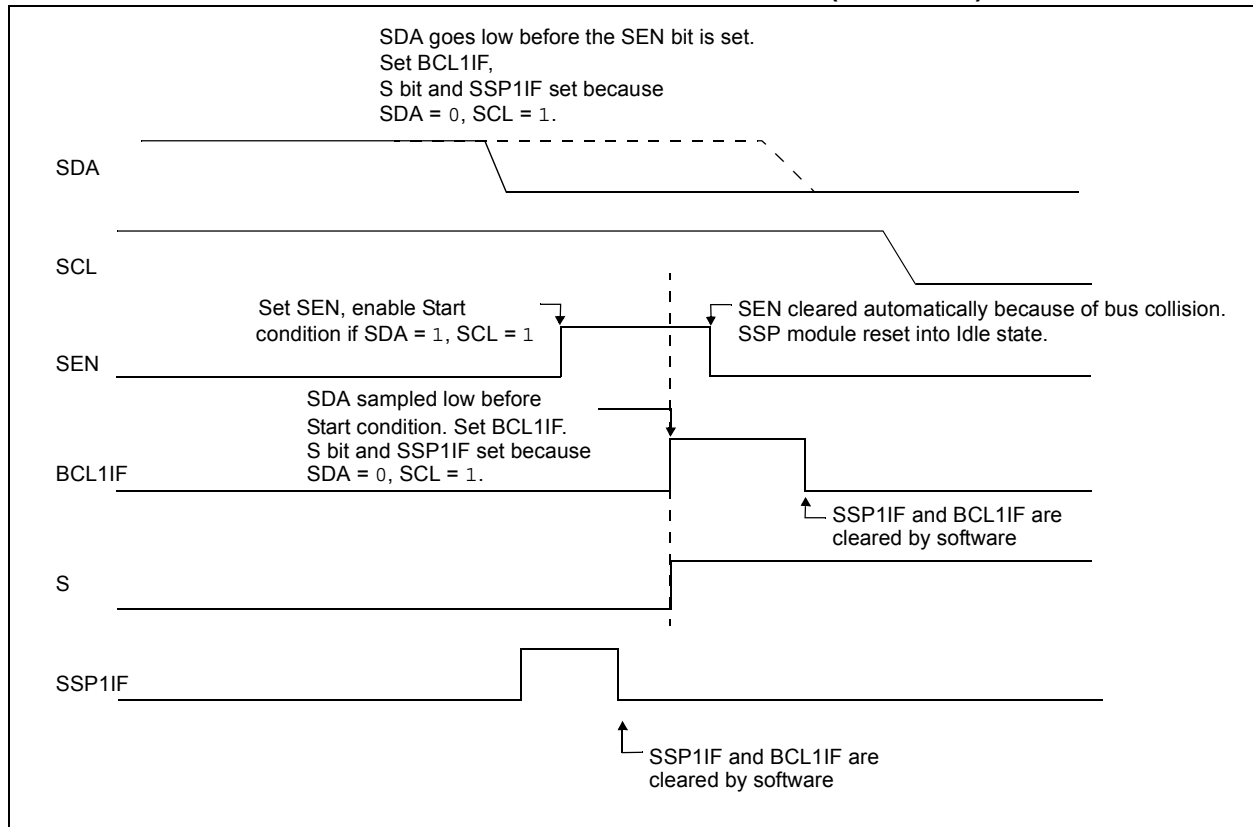 SDA goes low before the SEN bit is set.
Set BCL1IF,
S bit and SSP1IF set because
SDA = 0, SCL = 1.
SDA
SCL
Set SEN, enable Start
condition if SDA = 1, SCL = 1
SEN cleared automatically because of bus collision.
SSP module reset into Idle state.
SEN
SDA sampled low before
Start condition. Set BCL1IF.
S bit and SSP1IF set because
SDA = 0, SCL = 1.
BCL1IF
SSP1IF and BCL1IF are
cleared by software
S
SSP1IF
SSP1IF and BCL1IF are
cleared by software